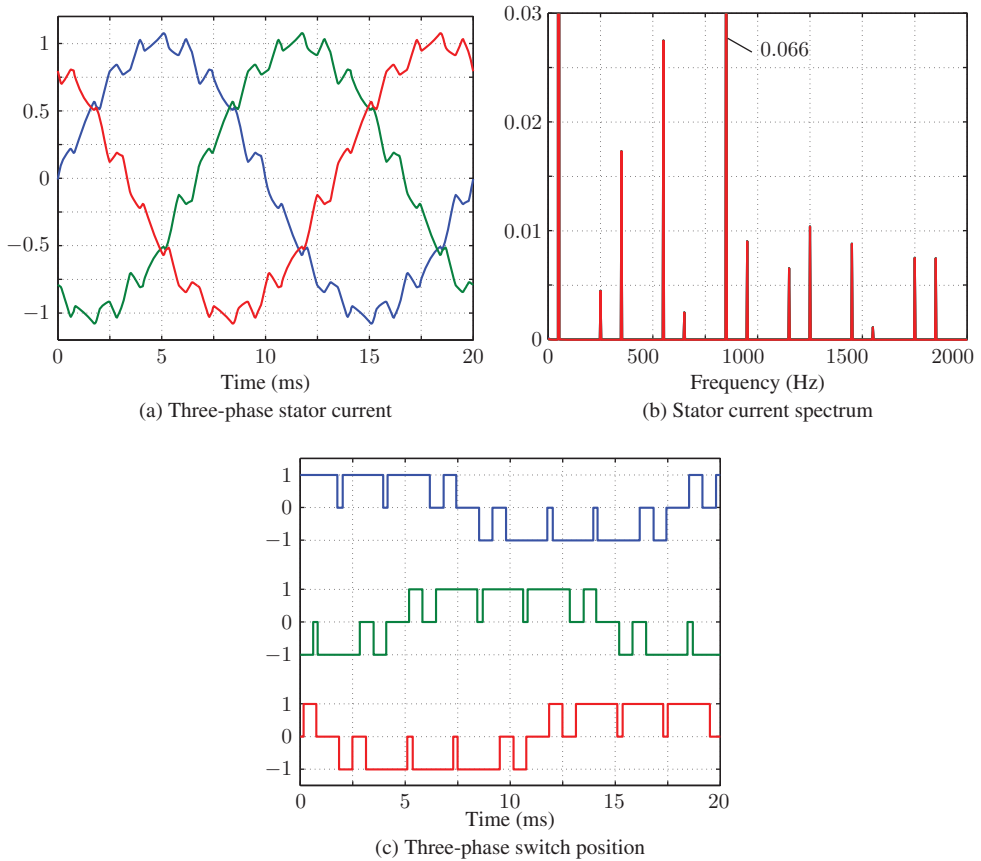 1
0.5
0
−0.5
−1
0 5 10 15 20
Time (ms)
(a) Three-phase stator current
0.03
0.02
0.01
0
0.066
0 500 1000 1500 2000
Frequency (Hz)
(b) Stator current spectrum
1
0
−1
1
0
−1
1
0
−1
0 5 10 15 20
Time (ms)
(c) Three-phase switch position